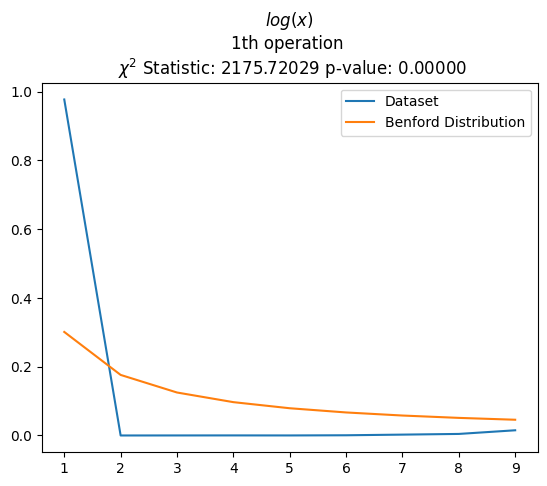 log(x)
1th operation
χ² Statistic: 2175.72029 p-value: 0.00000
Dataset
Benford Distribution
1.0
0.8
0.6
0.4
0.2
0.0
1 2 3 4 5 6 7 8 9